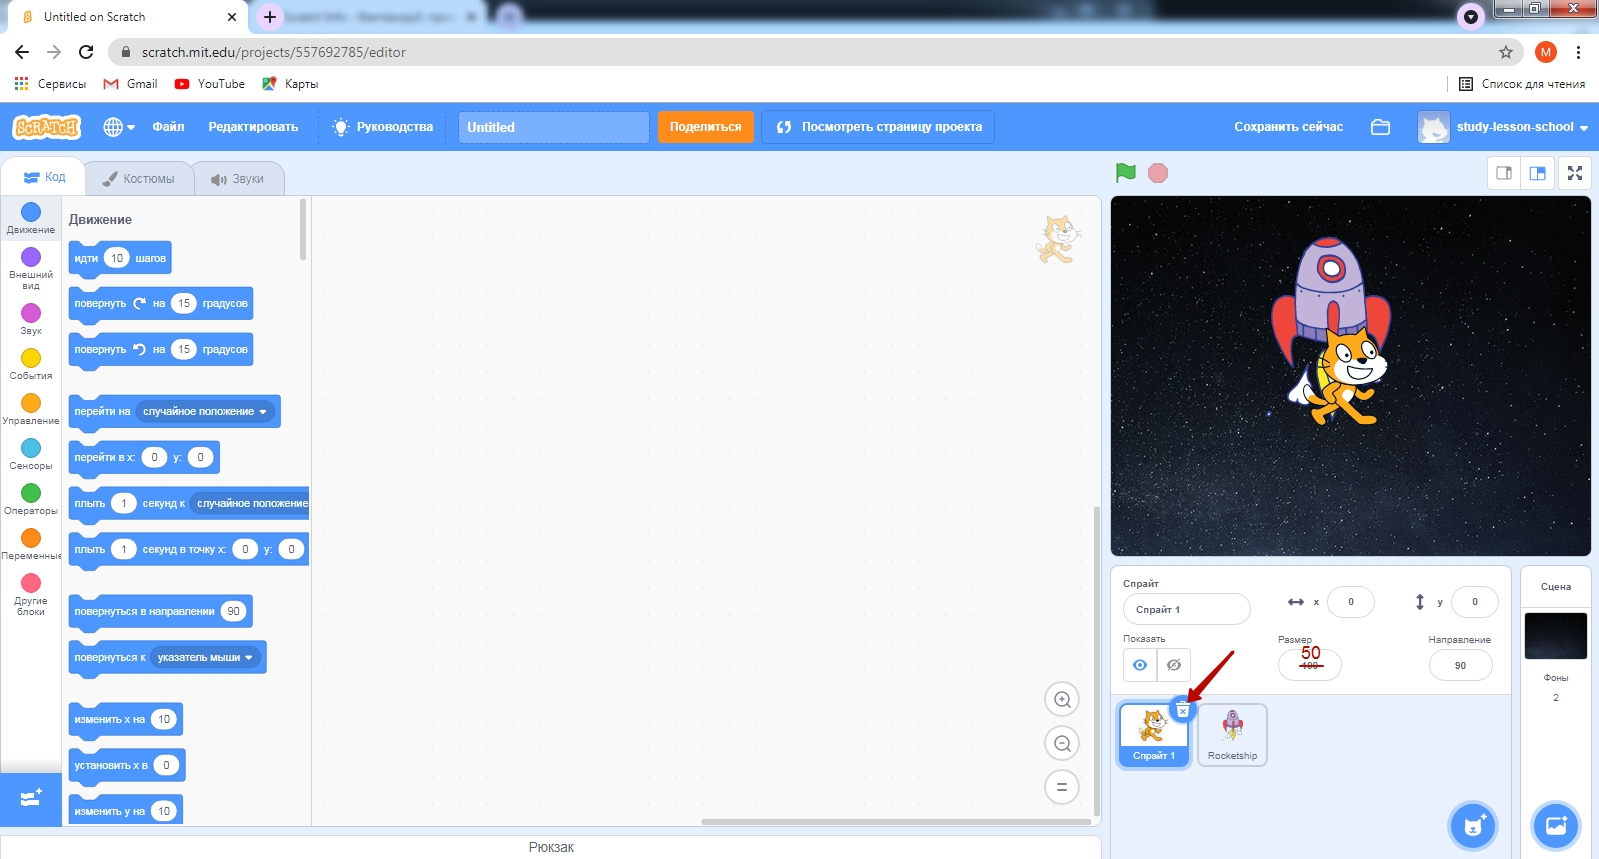 Untitled on Scratch
scratch.mit.edu/projects/557692785/editor
M
Сервисы Gmail YouTube Карты Список для чтения
SCRATCH Файл Редактировать Руководства Untitled Поделиться Посмотреть страницу проекта Сохранить сейчас study-lesson-school
Код Костюмы Звуки
Движение
Внешний вид
Звук
События
Управление
Сенсоры
Операторы
Переменные
Другие блоки
Движение
идти 10 шагов
повернуть на 15 градусов
повернуть на 15 градусов
перейти на случайное положение
перейти в x: 0 y: 0
плыть 1 секунд к случайное положение
плыть 1 секунд в точку x: 0 y: 0
повернуться в направлении 90
повернуться к указатель мыши
изменить x на 10
установить x в 0
изменить y на 10
Спрайт
Спрайт 1 x 0 y 0
Показать Размер Направление
50
100 90
Спрайт 1 Rocketship
Сцена
Фоны
2
Рюкзак